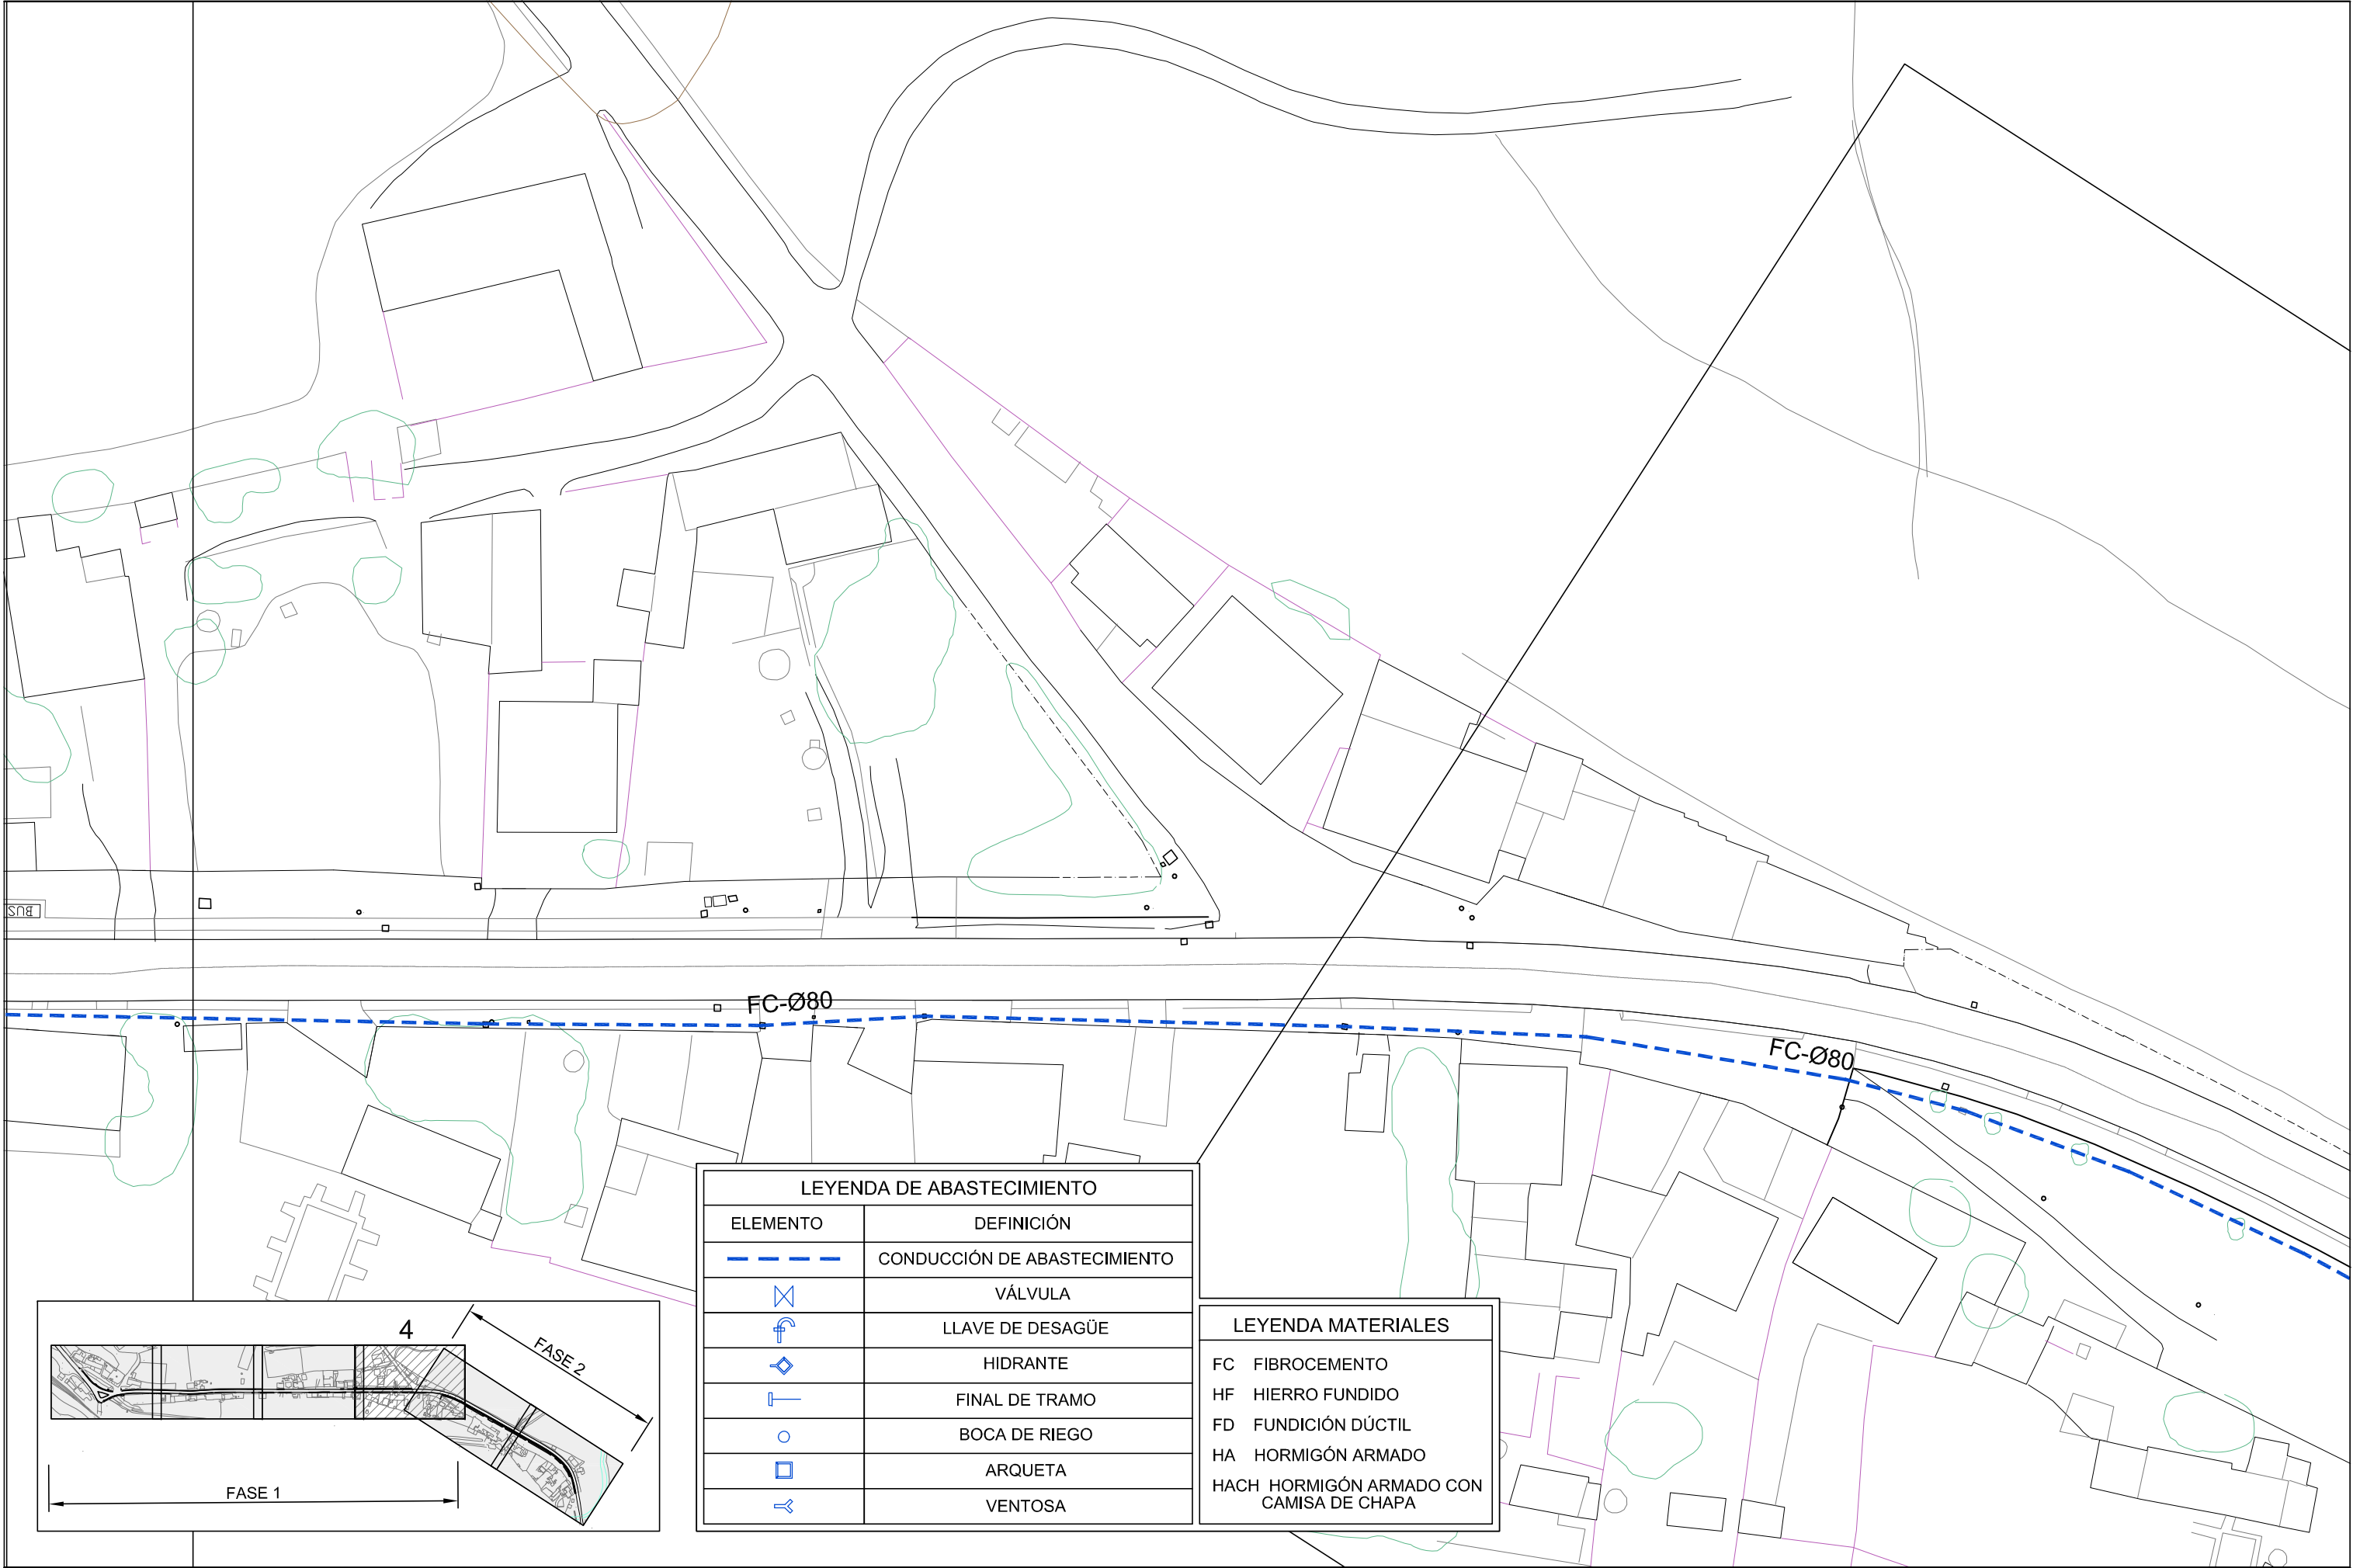 BUS
FC-Ø80
FC-Ø80
LEYENDA DE ABASTECIMIENTO
ELEMENTO DEFINICIÓN
CONDUCCIÓN DE ABASTECIMIENTO
VÁLVULA
LLAVE DE DESAGÜE
HIDRANTE
FINAL DE TRAMO
BOCA DE RIEGO
ARQUETA
VENTOSA
LEYENDA MATERIALES
FC FIBROCEMENTO
HF HIERRO FUNDIDO
FD FUNDICIÓN DÚCTIL
HA HORMIGÓN ARMADO
HACH HORMIGÓN ARMADO CON
CAMISA DE CHAPA
4
FASE 2
FASE 1